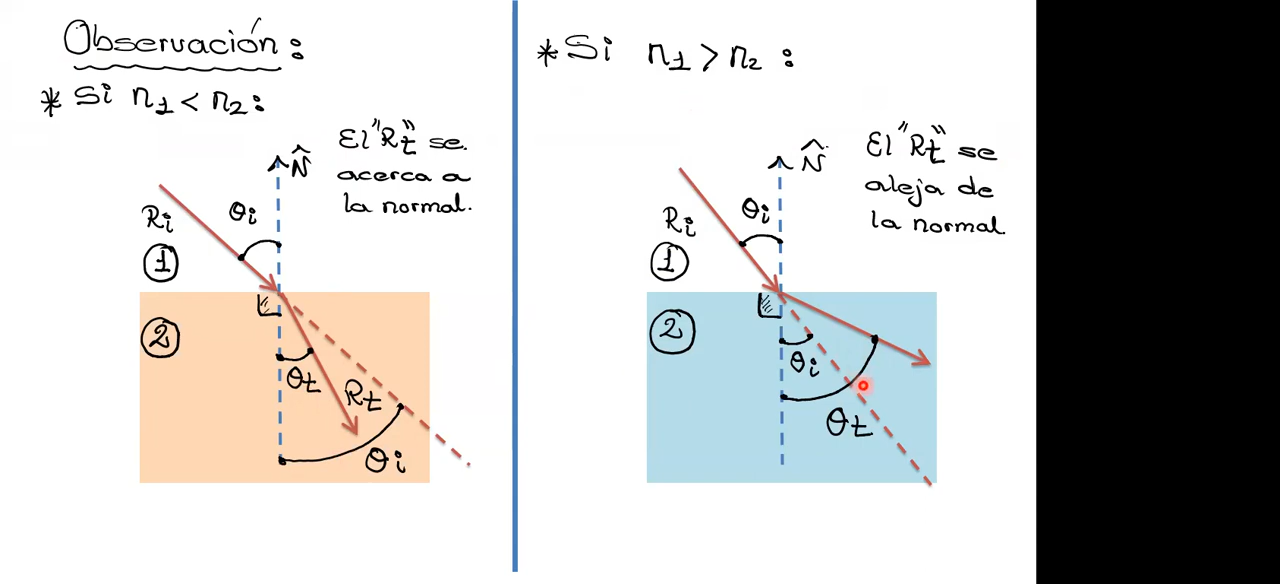 Observación:
* Si n₁ < n₂:
El "Rt" se
acerca a
la normal.
N̂
θi
Ri
1
2
θt
Rt
θi
* Si n₁ > n₂ :
El "Rt" se
aleja de
la normal.
N̂
θi
Ri
1
2
θi
θt